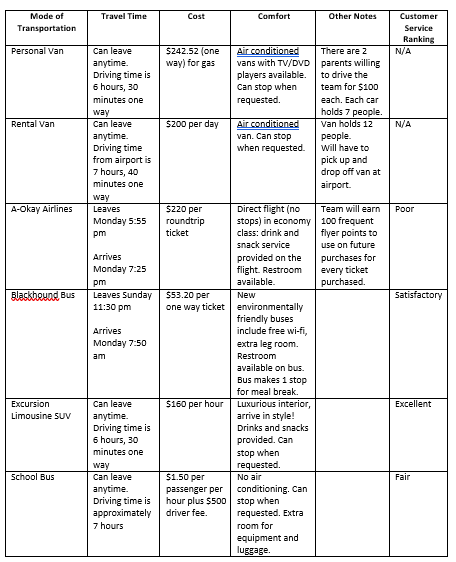 Mode of
Transportation
Travel Time
Cost
Comfort
Other Notes
Customer
Service
Ranking
Personal Van
Can leave
anytime.
Driving time is
6 hours, 30
minutes one
way
$242.52 (one
way) for gas
Air conditioned
vans with TV/DVD
players available.
Can stop when
requested.
There are 2
parents willing
to drive the
team for $100
each. Each car
holds 7 people.
N/A
Rental Van
Can leave
anytime.
Driving time
from airport is
7 hours, 40
minutes one
way
$200 per day
Air conditioned
van. Can stop
when requested.
Van holds 12
people.
Will have to
pick up and
drop off van at
airport.
N/A
A-Okay Airlines
Leaves
Monday 5:55
pm
Arrives
Monday 7:25
pm
$220 per
roundtrip
ticket
Direct flight (no
stops) in economy
class: drink and
snack service
provided on the
flight. Restroom
available.
Team will earn
100 frequent
flyer points to
use on future
purchases for
every ticket
purchased.
Poor
Blackhound Bus
Leaves Sunday
11:30 pm
Arrives
Monday 7:50
am
$53.20 per
one way ticket
New
environmentally
friendly buses
include free wi-fi,
extra leg room.
Restroom
available on bus.
Bus makes 1 stop
for meal break.
Satisfactory
Excursion
Limousine SUV
Can leave
anytime.
Driving time is
6 hours, 30
minutes one
way
$160 per hour
Luxurious interior,
arrive in style!
Drinks and snacks
provided. Can
stop when
requested.
Excellent
School Bus
Can leave
anytime.
Driving time is
approximately
7 hours
$1.50 per
passenger per
hour plus $500
driver fee.
No air
conditioning. Can
stop when
requested. Extra
room for
equipment and
luggage.
Fair